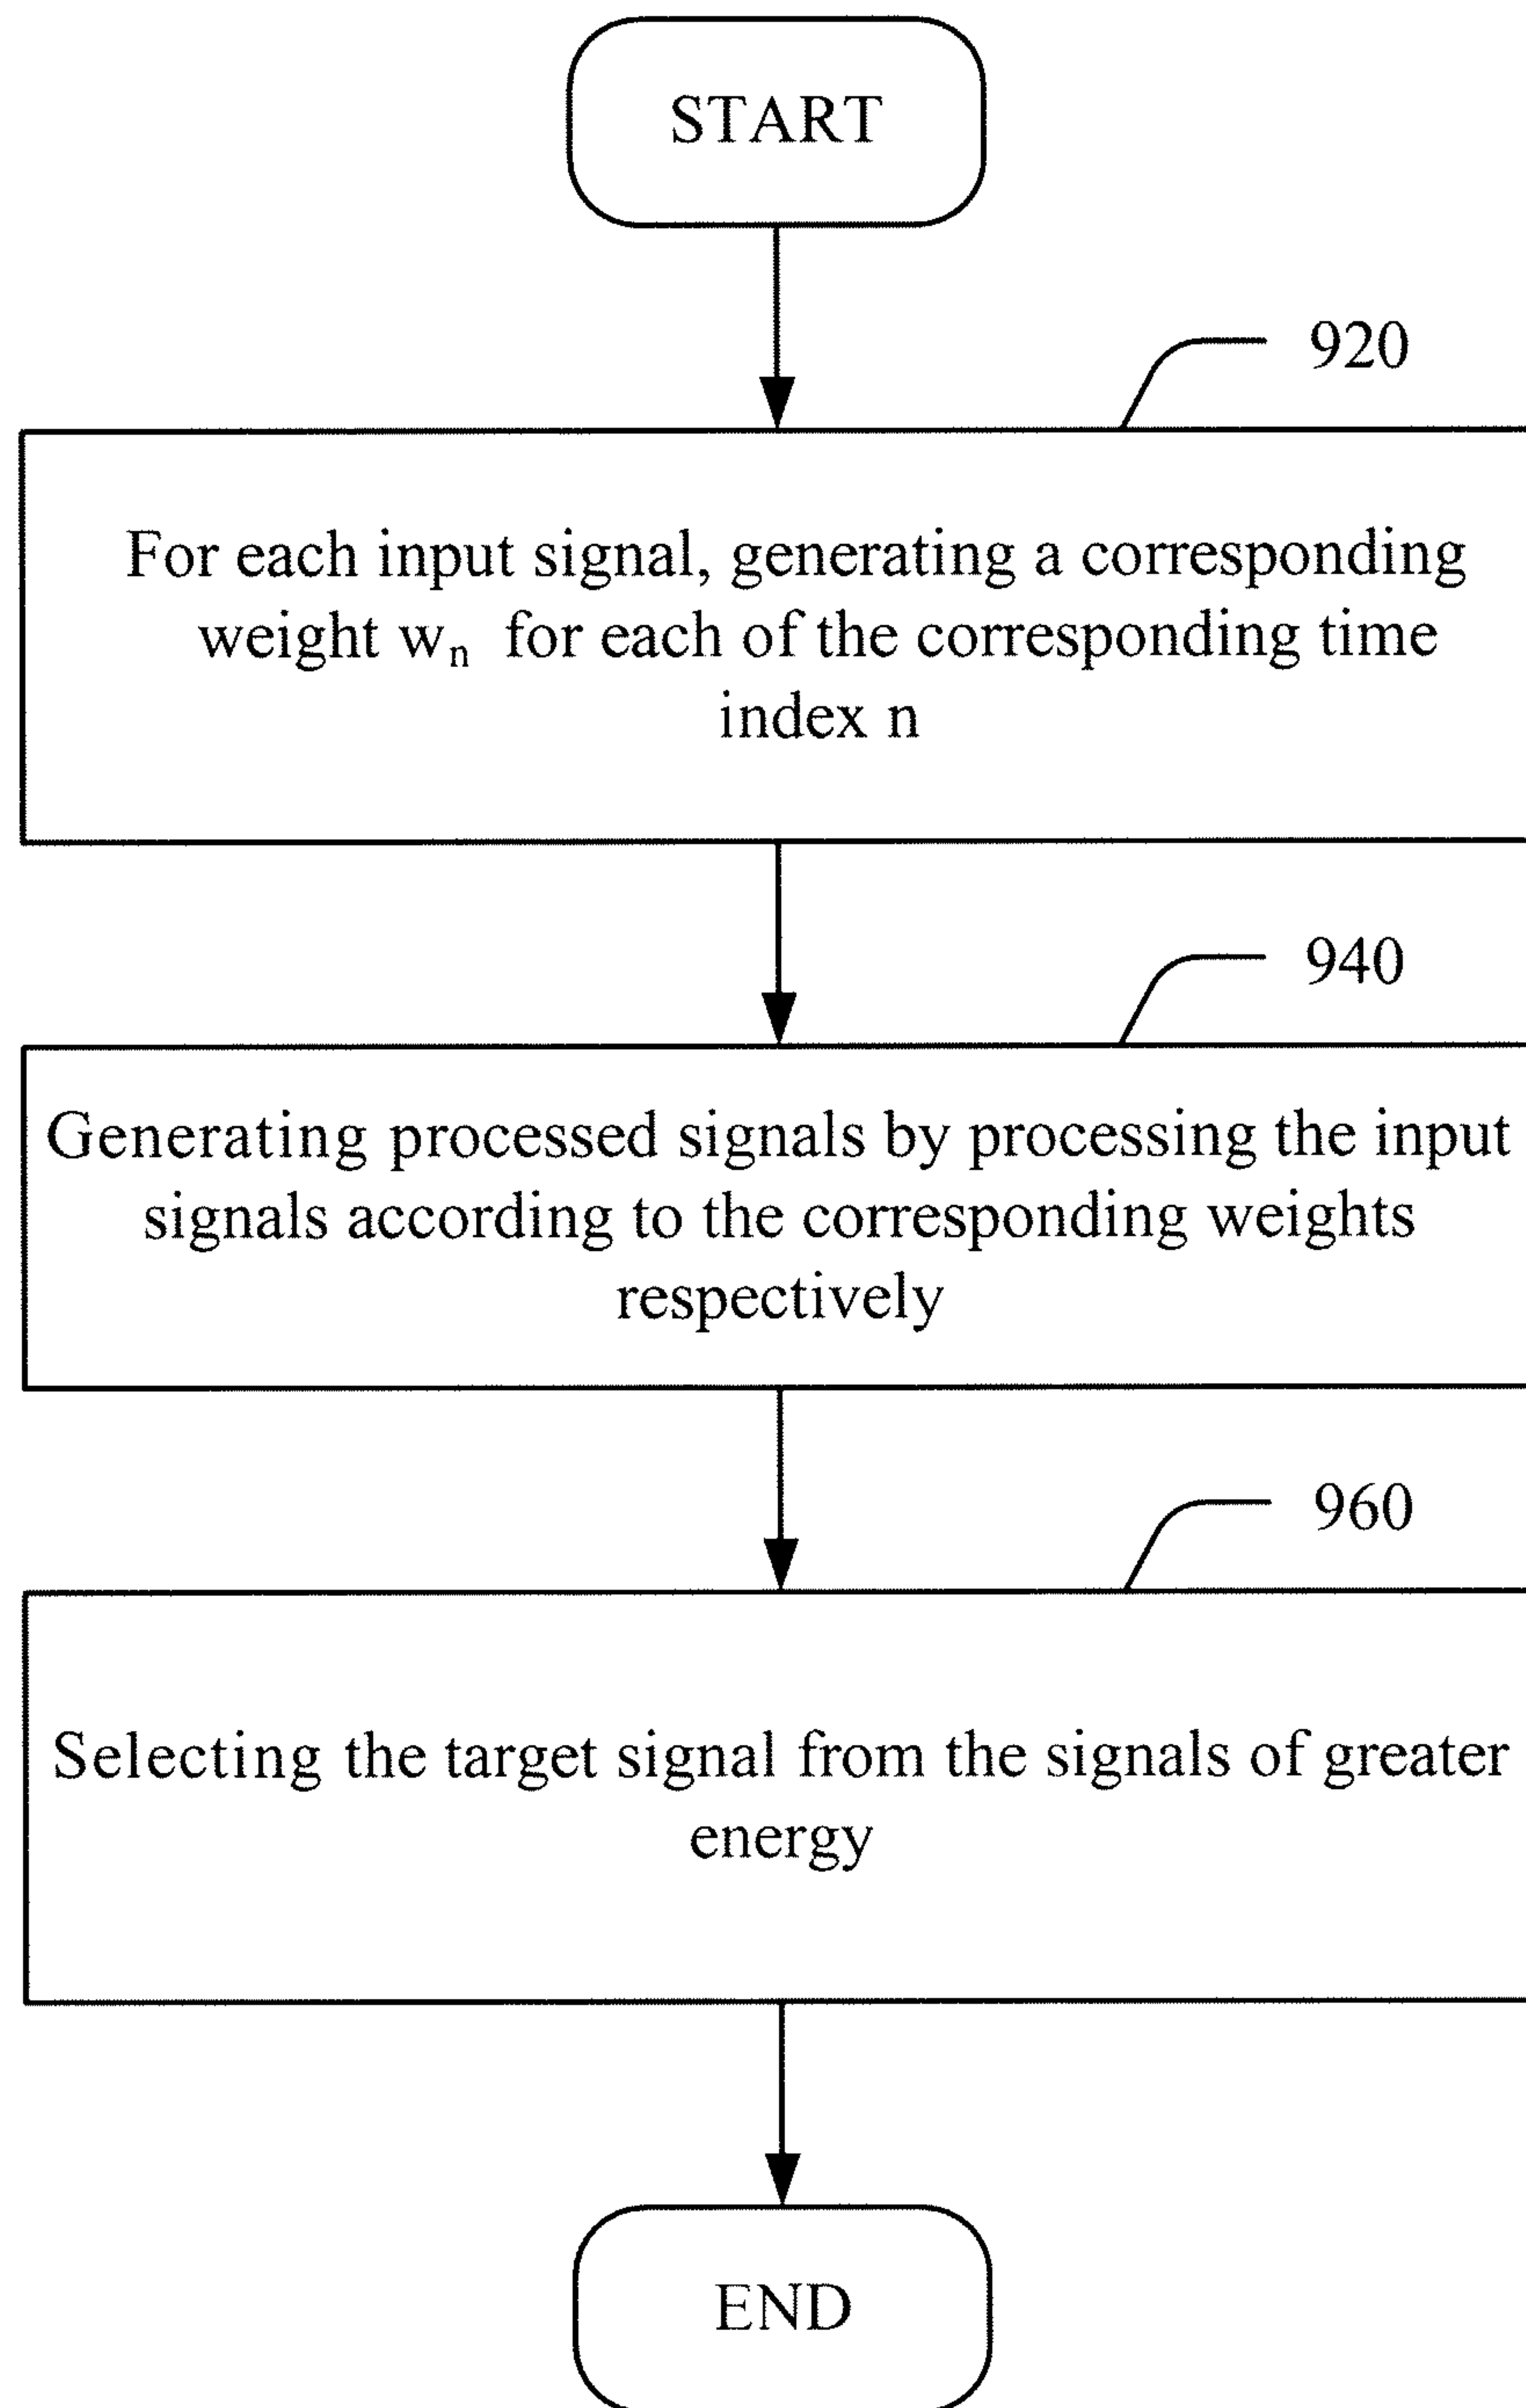 START
920
For each input signal, generating a corresponding
weight wₙ for each of the corresponding time
index n
940
Generating processed signals by processing the input
signals according to the corresponding weights
respectively
960
Selecting the target signal from the signals of greater
energy
END